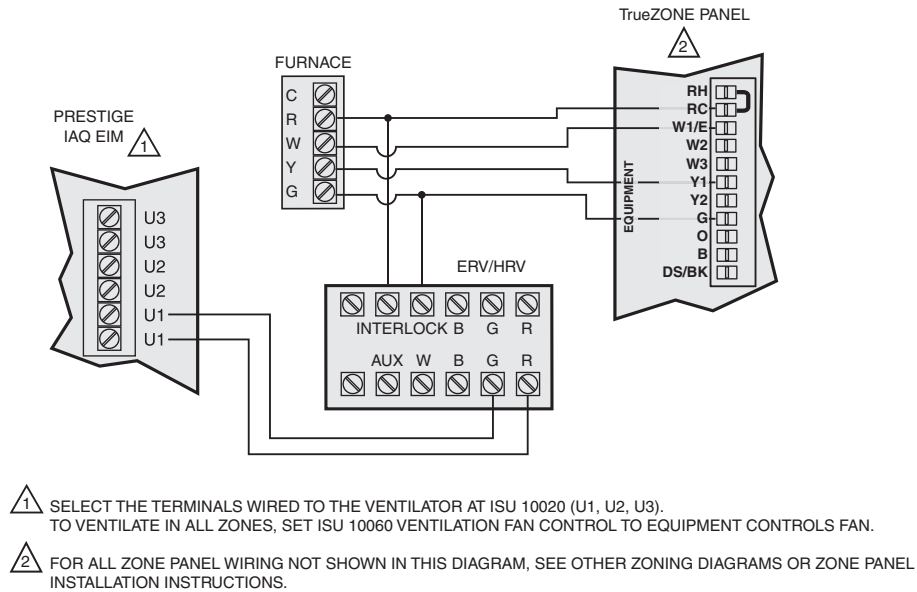 TrueZONE PANEL
2
FURNACE
C
R
W
Y
G
PRESTIGE
IAQ EIM
1
U3
U3
U2
U2
U1
U1
RH
RC
W1/E
W2
W3
Y1
Y2
G
O
B
DS/BK
EQUIPMENT
ERV/HRV
INTERLOCK B G R
AUX W B G R
1 SELECT THE TERMINALS WIRED TO THE VENTILATOR AT ISU 10020 (U1, U2, U3).
TO VENTILATE IN ALL ZONES, SET ISU 10060 VENTILATION FAN CONTROL TO EQUIPMENT CONTROLS FAN.
2 FOR ALL ZONE PANEL WIRING NOT SHOWN IN THIS DIAGRAM, SEE OTHER ZONING DIAGRAMS OR ZONE PANEL
INSTALLATION INSTRUCTIONS.